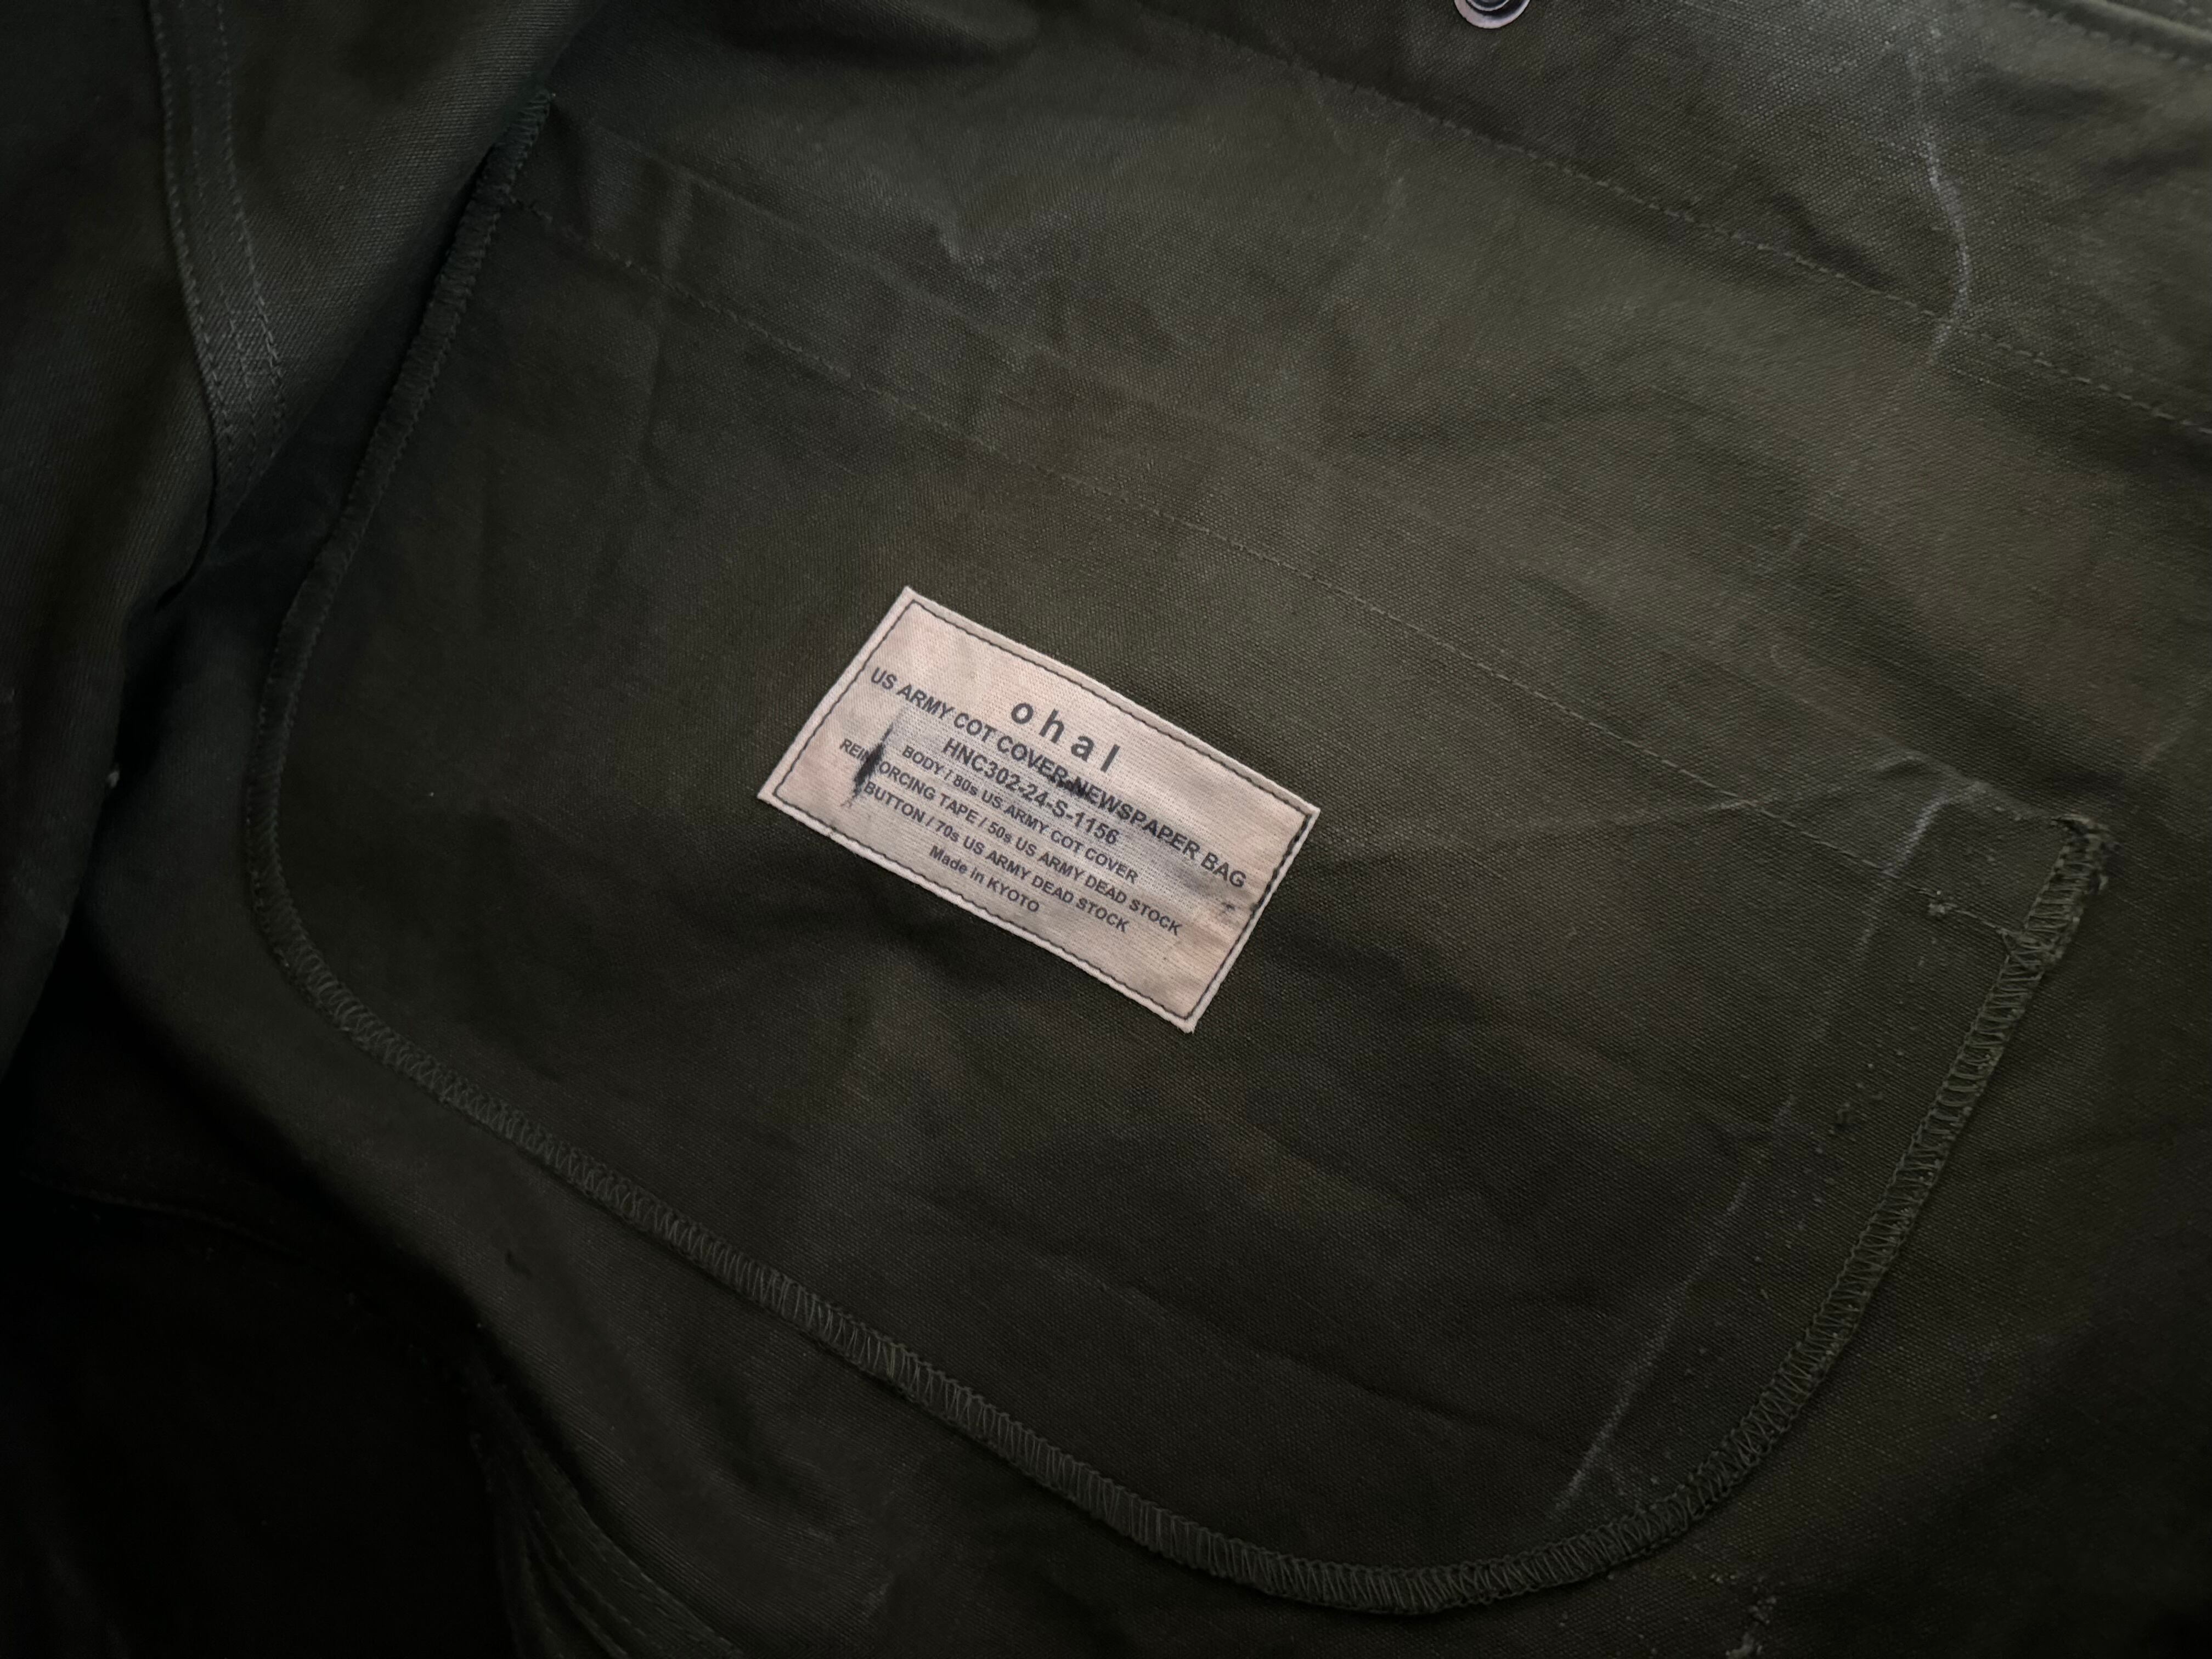 ohal
US ARMY COT COVER NEWSPAPER BAG
HNC302-24-S-1156
BODY / 80s US ARMY COT COVER
REINFORCING TAPE / 50s US ARMY DEAD STOCK
BUTTON / 70s US ARMY DEAD STOCK
Made in KYOTO